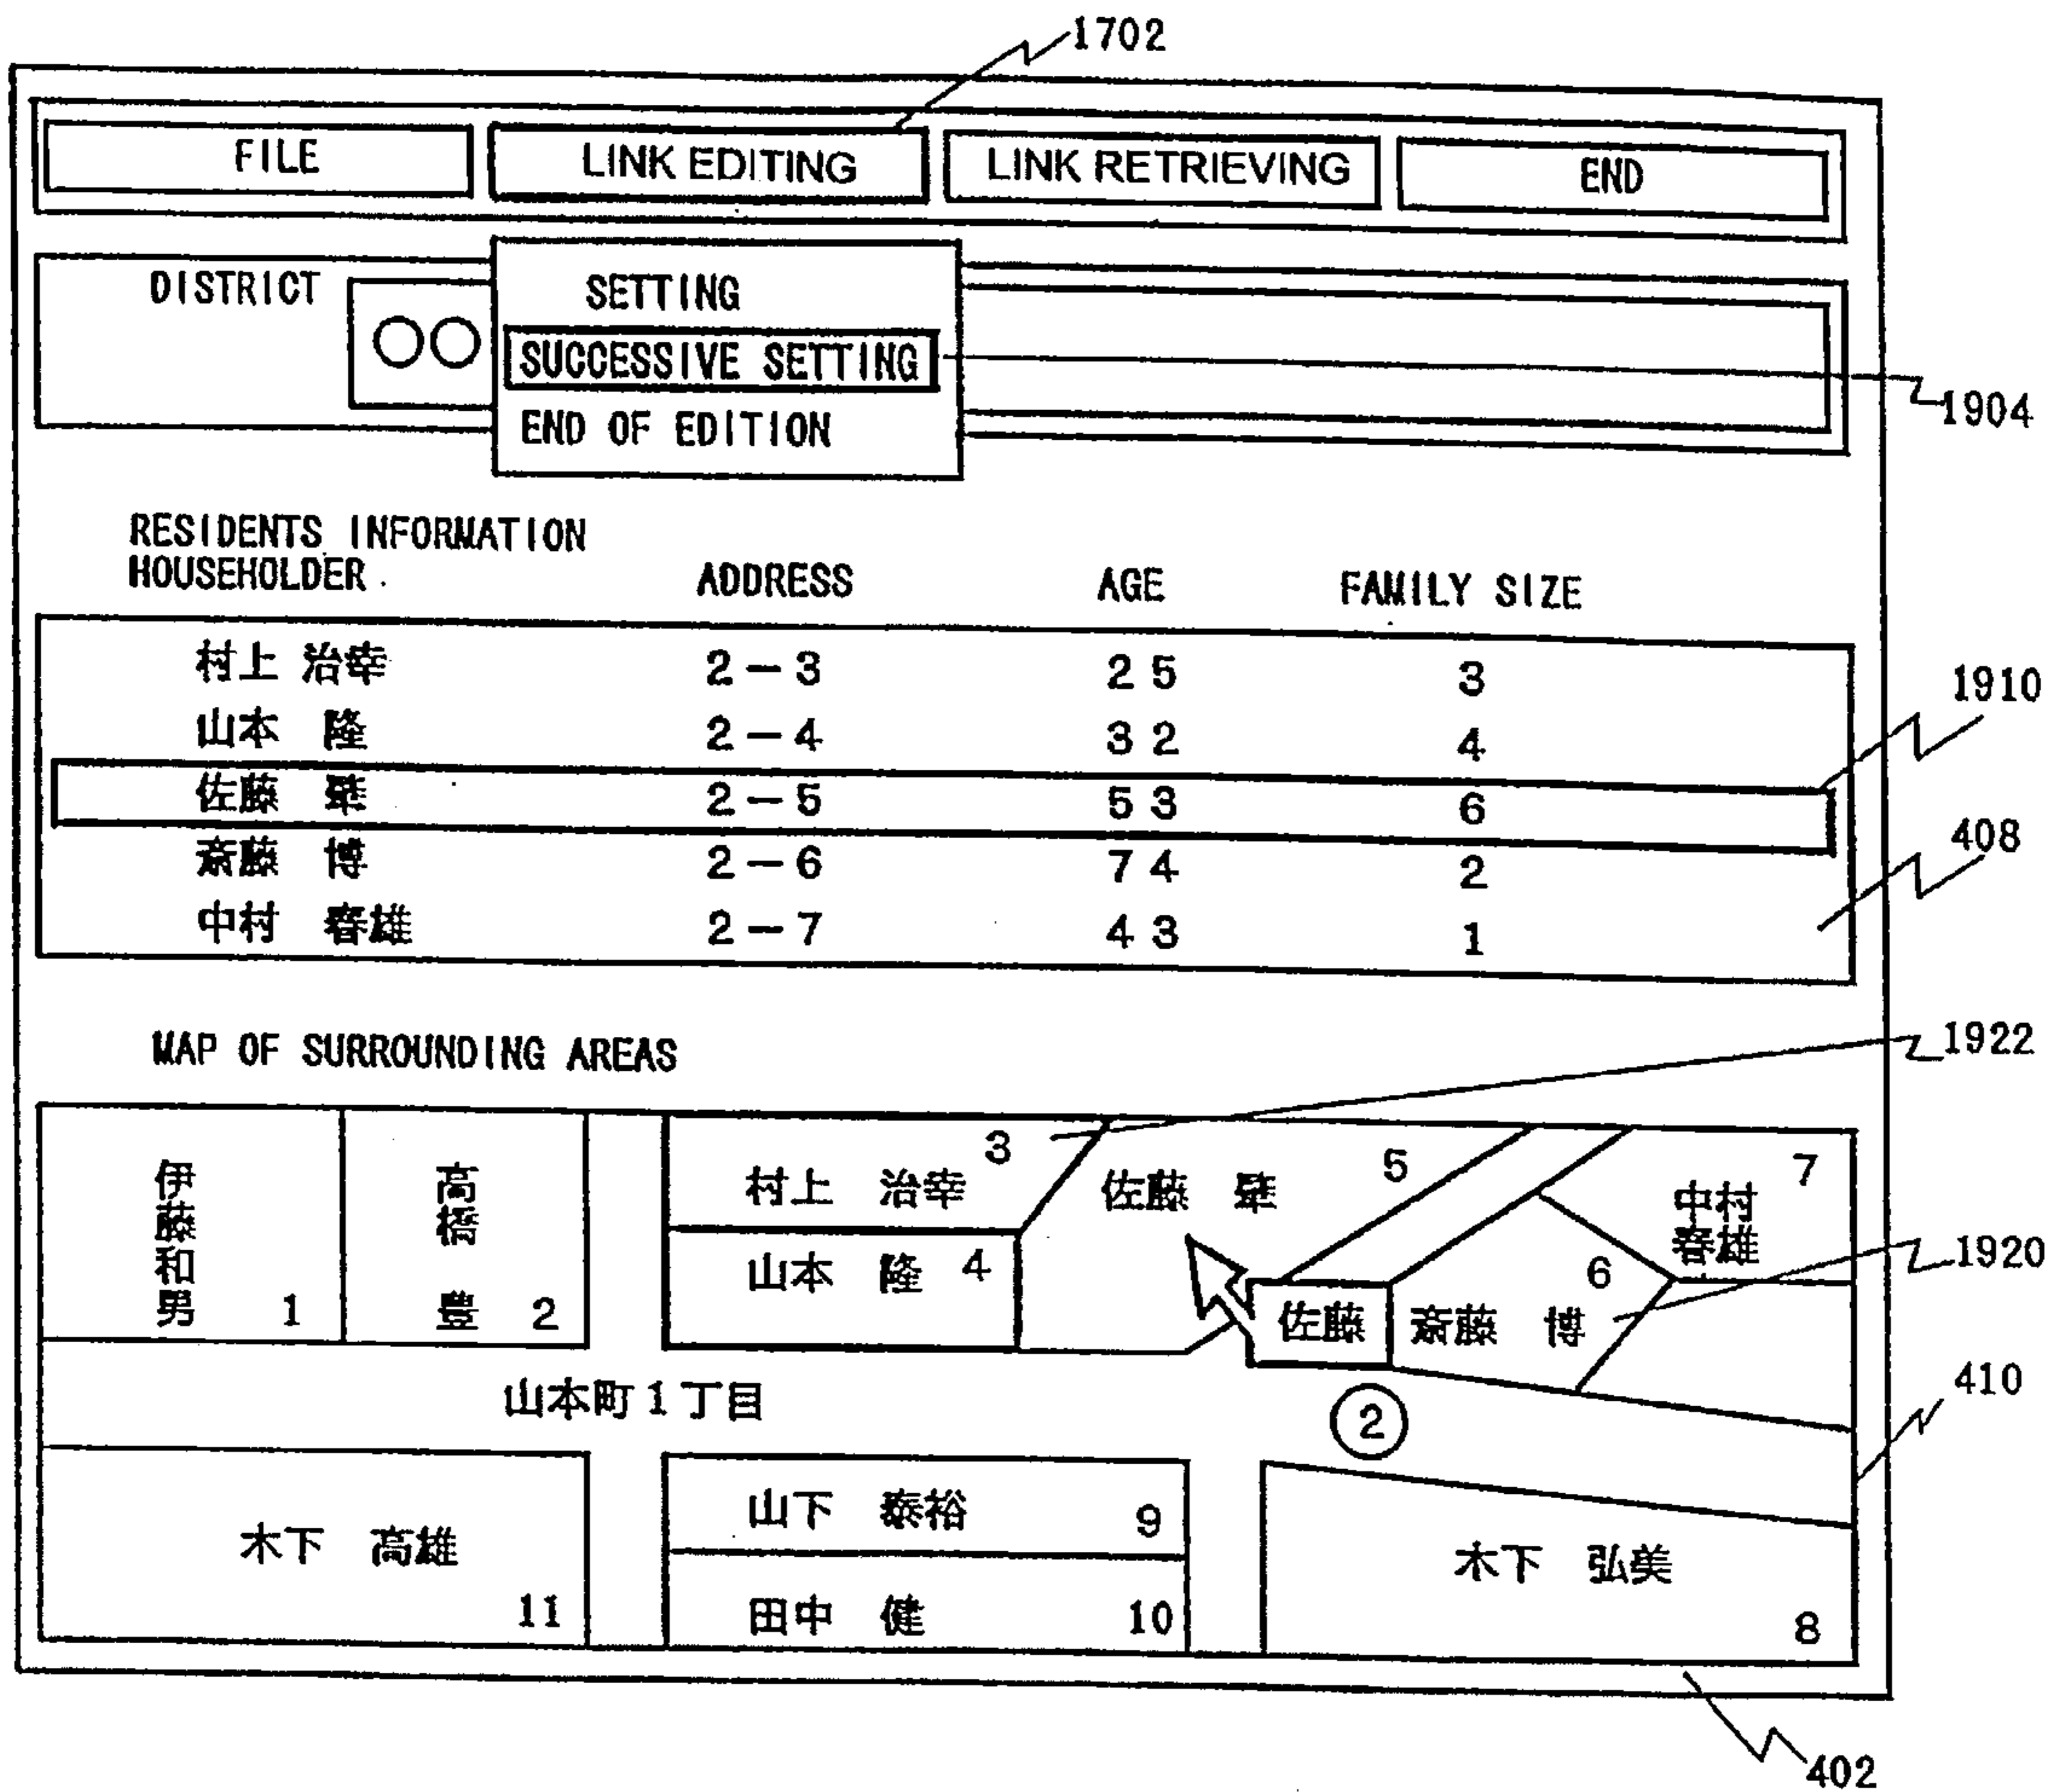 1702
FILE LINK EDITING LINK RETRIEVING END
DISTRICT ○○
SETTING
SUCCESSIVE SETTING
END OF EDITION
1904
RESIDENTS INFORMATION
HOUSEHOLDER ADDRESS AGE FAMILY SIZE
村上 治幸 2-3 25 3
山本 隆 2-4 32 4
1910
佐藤 2-5 53 6
斎藤 博 2-6 74 2
408
中村 春雄 2-7 43 1
MAP OF SURROUNDING AREAS
1922
伊藤和男 1
高橋 豊 2
村上 治幸 3
山本 隆 4
佐藤 5
佐藤
斎藤 博 6
中村
春雄 7
1920
山本町1丁目
②
410
木下 高雄 11
山下 泰裕 9
田中 健 10
木下 弘美 8
402